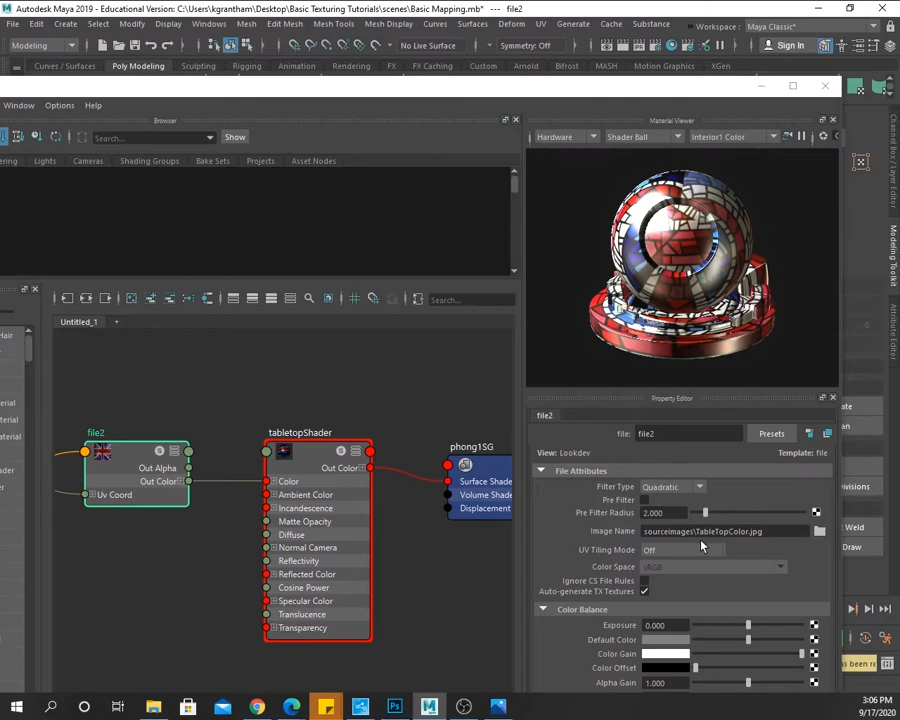 Autodesk Maya 2019 - Educational Version: C:\Users\kgrantham\Desktop\Basic Texturing Tutorials\scenes\Basic Mapping.mb* --- file2
File Edit Create Select Modify Display Windows Mesh Edit Mesh Mesh Tools Mesh Display Curves Surfaces Deform UV Generate Cache Substance Workspace: Maya Classic*
Modeling No Live Surface Symmetry: Off Sign In
Curves / Surfaces Poly Modeling Sculpting Rigging Animation Rendering FX FX Caching Custom Arnold Bifrost MASH Motion Graphics XGen
Window Options Help
Browser Material Viewer
Search... Show Hardware Shader Ball Interior1 Color
Lights Cameras Shading Groups Bake Sets Projects Asset Nodes
Channel Box / Layer Editor
Modeling Toolkit
Attribute Editor
Search...
Untitled_1 +
Hair
file2
Out Alpha
Out Color
Uv Coord
tabletopShader
Out Color
Color
Ambient Color
Incandescence
Matte Opacity
Diffuse
Normal Camera
Reflectivity
Reflected Color
Cosine Power
Specular Color
Translucence
Transparency
phong1SG
Surface Shade
Volume Shade
Displacement
Property Editor
file2
file: file2 Presets
View: Lookdev Template: file
File Attributes
Filter Type Quadratic
Pre Filter
Pre Filter Radius 2.000
Image Name sourceimages\TableTopColor.jpg
UV Tiling Mode Off
Color Space sRGB
Ignore CS File Rules
Auto-generate TX Textures
Color Balance
Exposure 0.000
Default Color
Color Gain
Color Offset
Alpha Gain 1.000
3:06 PM
9/17/2020